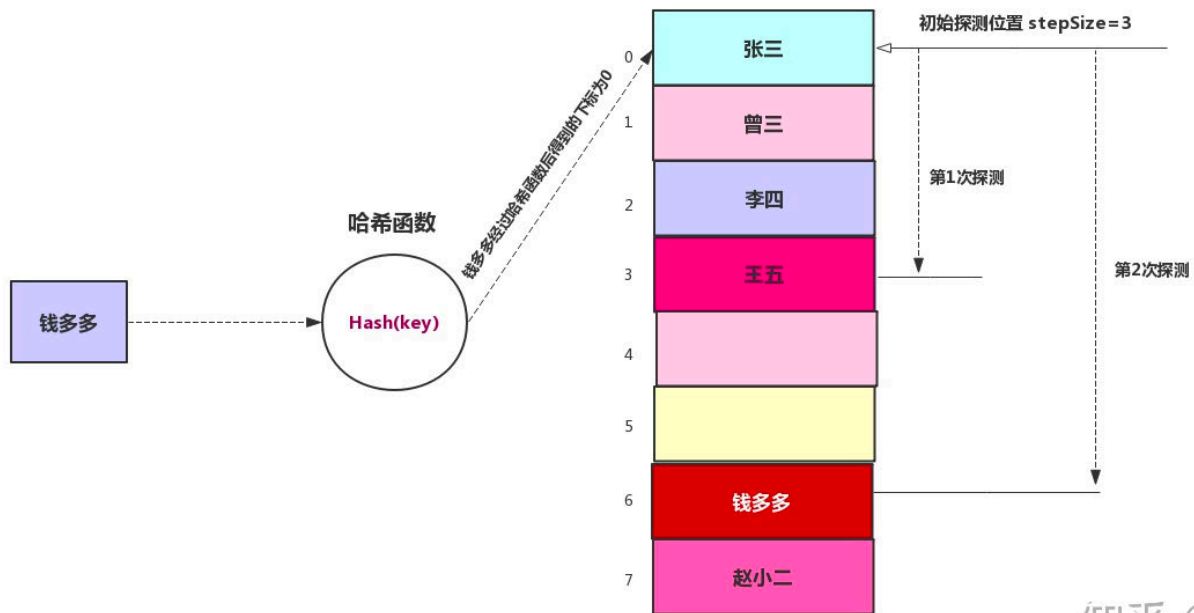 初始探测位置 stepSize=3
张三
0
钱多多经过哈希函数后得到的下标为0
曾三
1
第1次探测
李四
2
哈希函数
王五
3
第2次探测
钱多多
Hash(key)
4
5
钱多多
6
赵小二
7